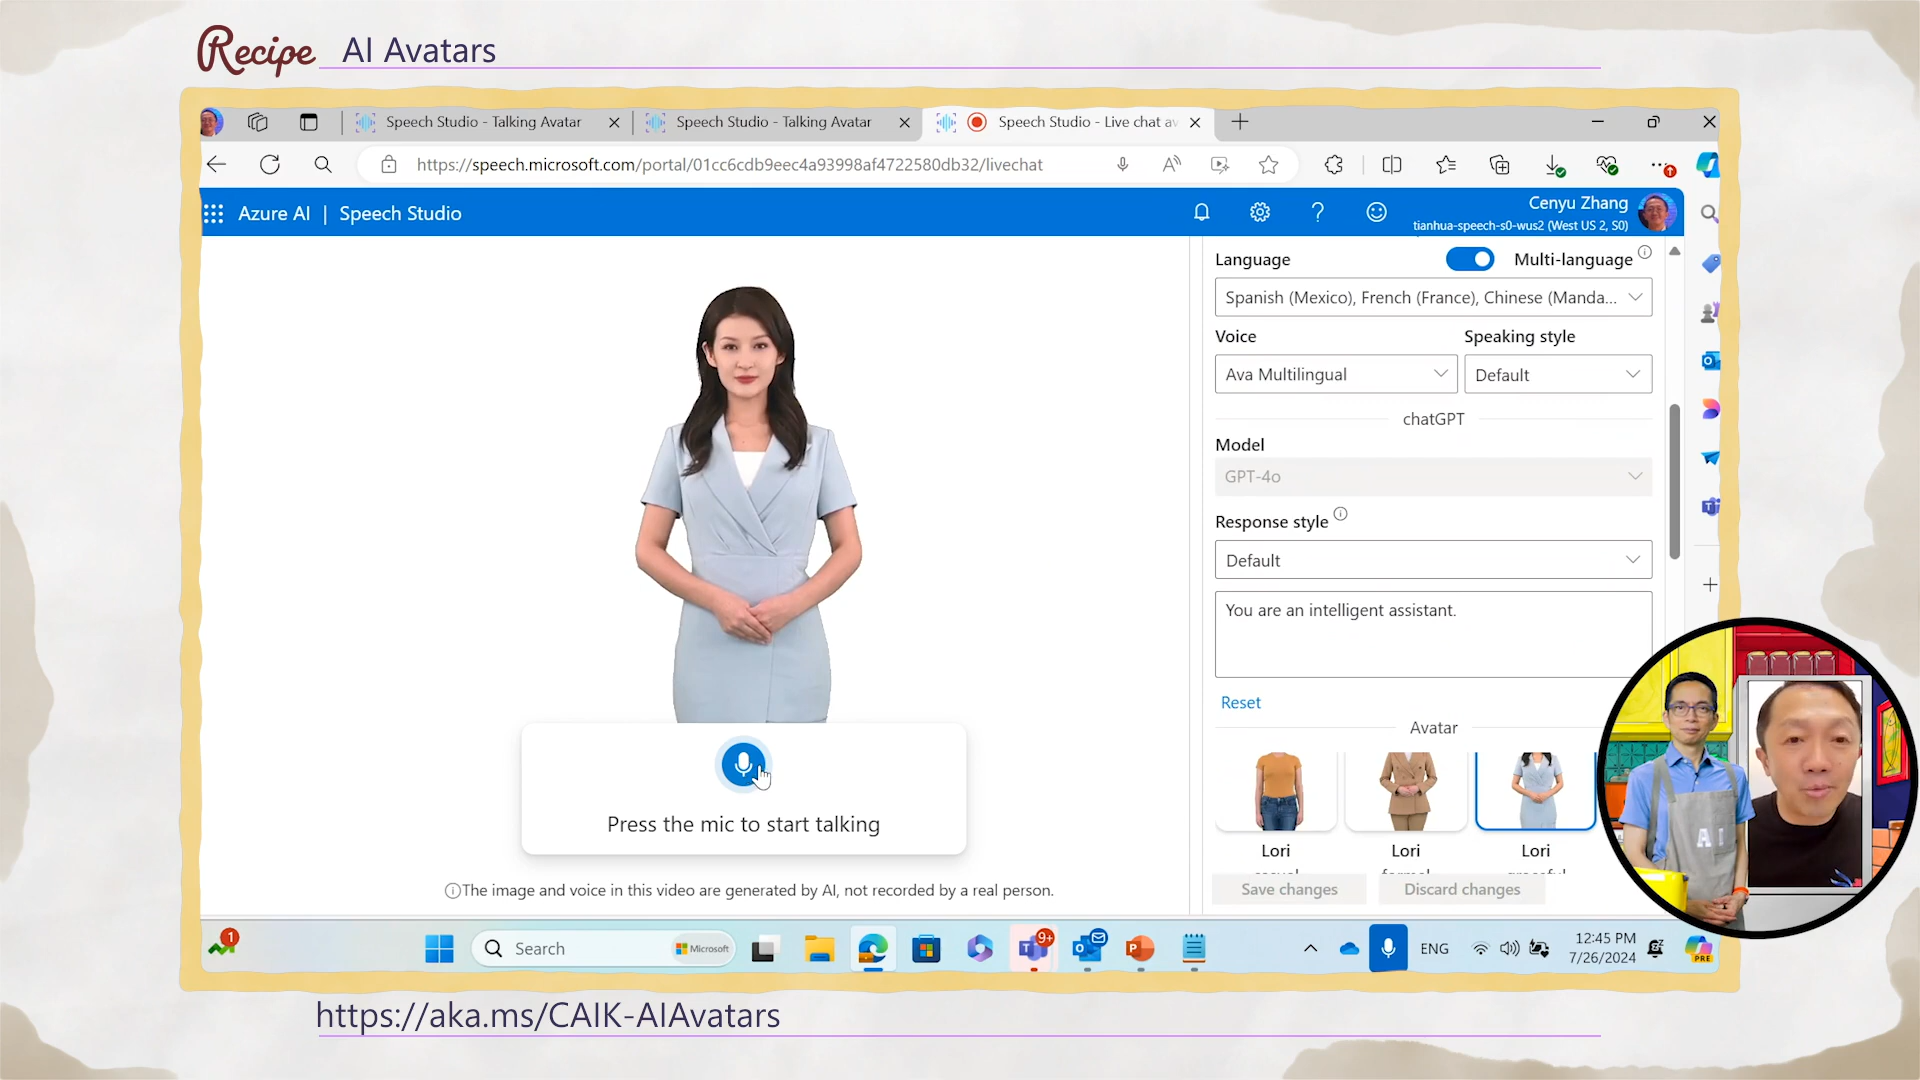 Recipe AI Avatars
Speech Studio - Talking Avatar
Speech Studio - Talking Avatar
Speech Studio - Live chat av
https://speech.microsoft.com/portal/01cc6cdb9eec4a93998af4722580db32/livechat
Azure AI | Speech Studio
Cenyu Zhang
tianhua-speech-s0-wus2 (West US 2, S0)
Language
Multi-language
Spanish (Mexico), French (France), Chinese (Manda...
Voice
Speaking style
Ava Multilingual
Default
chatGPT
Model
GPT-4o
Response style
Default
You are an intelligent assistant.
Reset
Avatar
Lori
Lori
Lori
Save changes
Discard changes
Press the mic to start talking
The image and voice in this video are generated by AI, not recorded by a real person.
AI
1
Search
Microsoft
9+
ENG
12:45 PM
7/26/2024
PRE
https://aka.ms/CAIK-AIAvatars